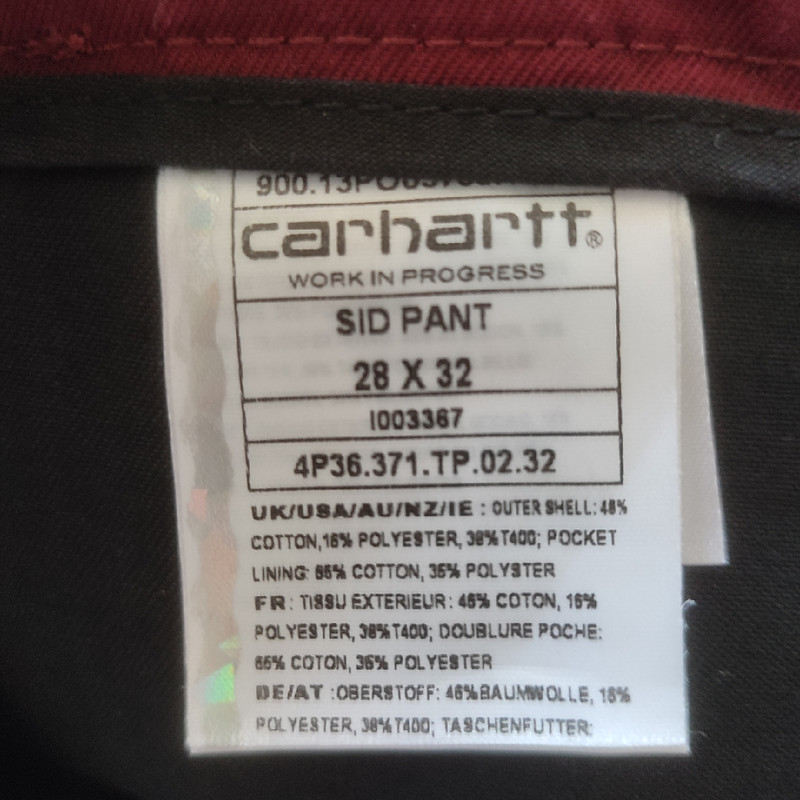 carhartt®
WORK IN PROGRESS
SID PANT
28 X 32
I003367
4P36.371.TP.02.32
UK/USA/AU/NZ/IE : OUTER SHELL: 46%
COTTON,16% POLYESTER, 38%T400; POCKET
LINING: 65% COTTON, 35% POLYSTER
FR: TISSU EXTERIEUR: 46% COTON, 16%
POLYESTER, 38%T400; DOUBLURE POCHE:
65% COTON, 35% POLYESTER
DE/AT :OBERSTOFF: 46%BAUMWOLLE, 16%
POLYESTER, 38%T400; TASCHENFUTTER: